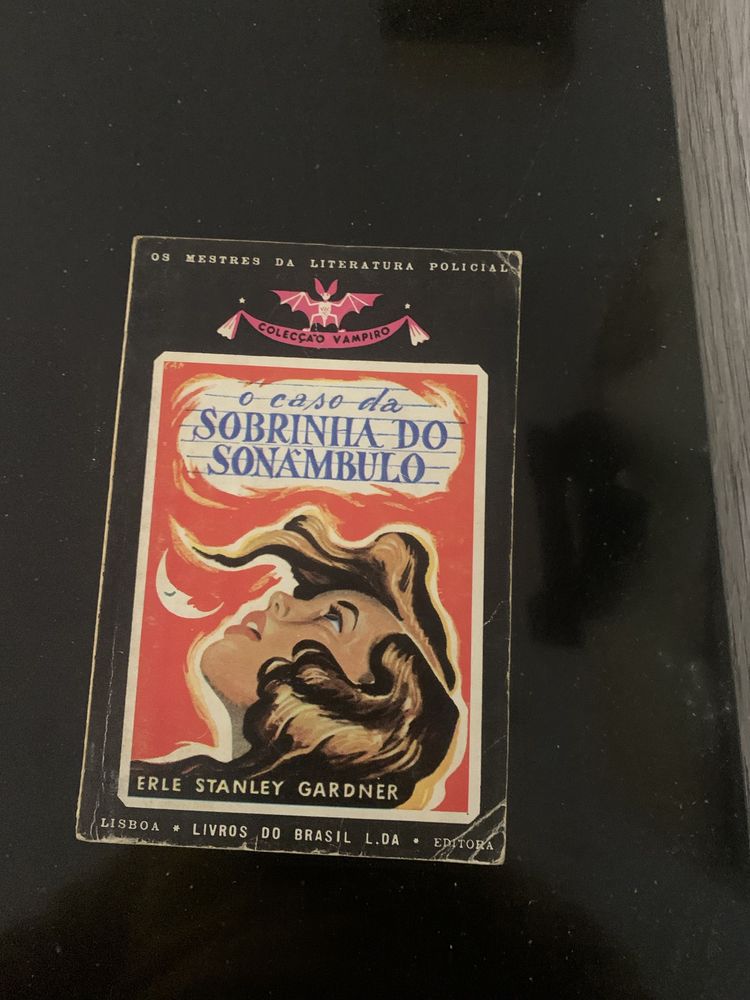 OS MESTRES DA LITERATURA POLICIAL
COLECÇÃO VAMPIRO
o caso da
SOBRINHA DO
SONÂMBULO
ERLE STANLEY GARDNER
LISBOA * LIVROS DO BRASIL L.DA * EDITORA